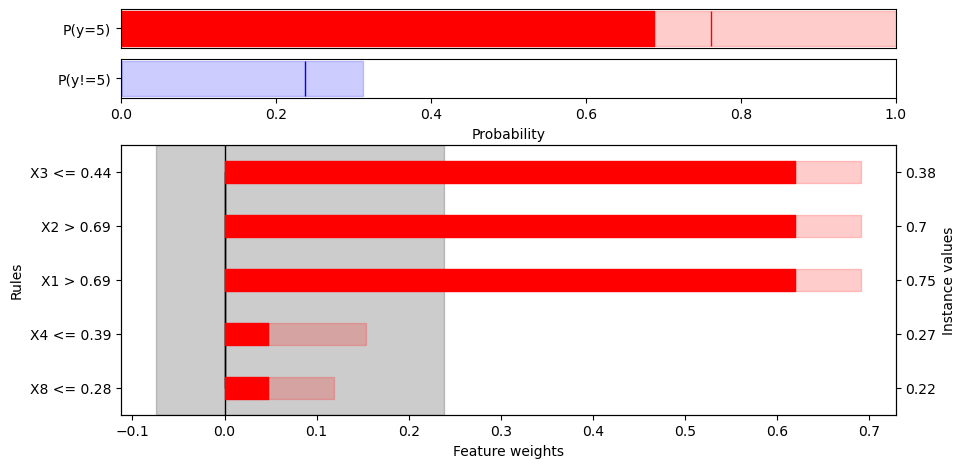 P(y=5)
P(y!=5)
0.0 0.2 0.4 0.6 0.8 1.0
Probability
X3 <= 0.44 0.38
X2 > 0.69 0.7
X1 > 0.69 0.75
X4 <= 0.39 0.27
X8 <= 0.28 0.22
Rules
Instance values
−0.1 0.0 0.1 0.2 0.3 0.4 0.5 0.6 0.7
Feature weights